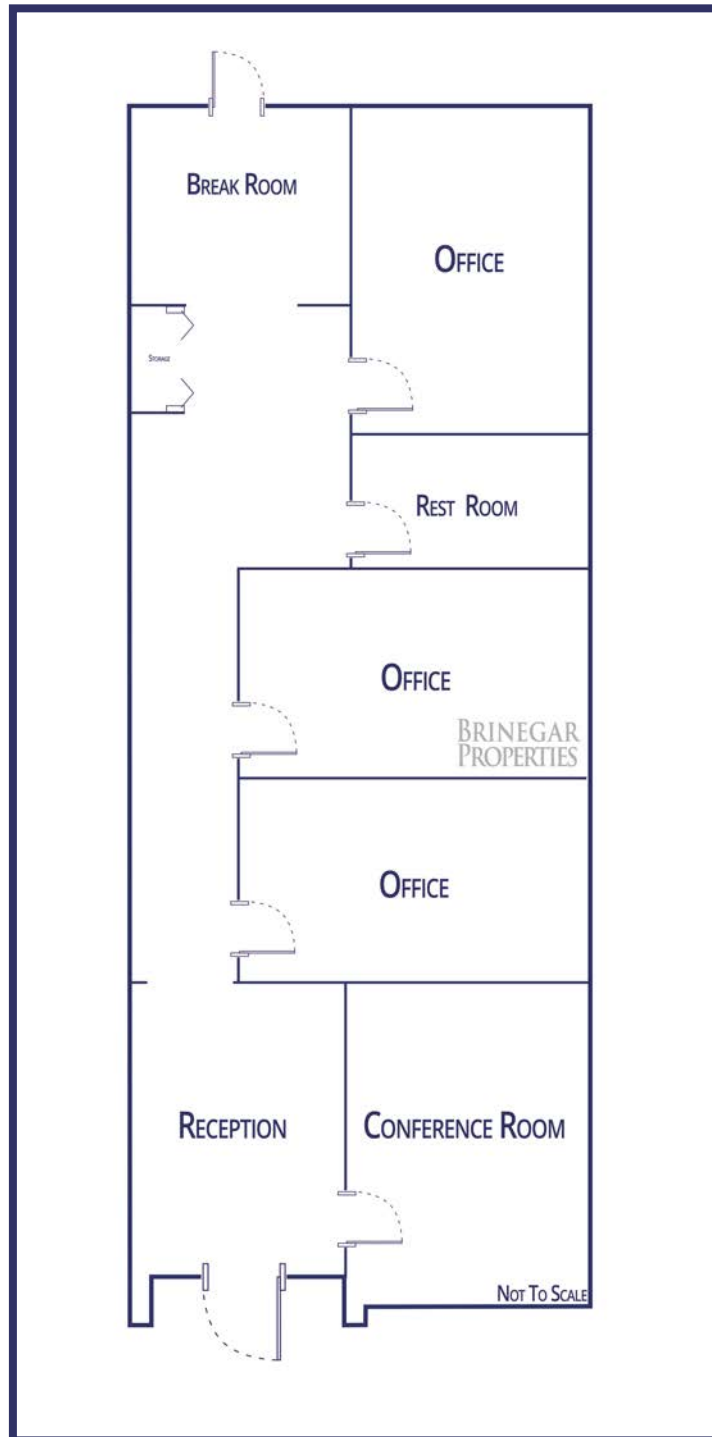 BREAK ROOM
OFFICE
STORAGE
REST ROOM
OFFICE
BRINEGAR
PROPERTIES
OFFICE
RECEPTION
CONFERENCE ROOM
NOT TO SCALE